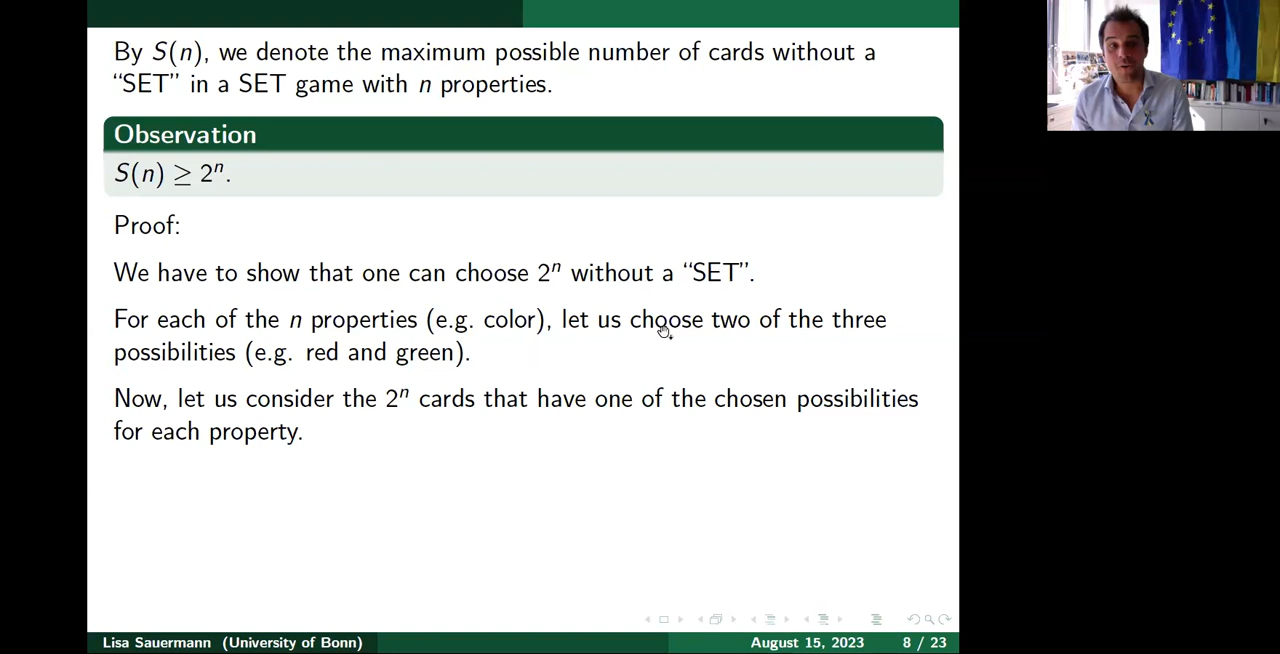 By S(n), we denote the maximum possible number of cards without a
“SET” in a SET game with n properties.
Observation
S(n) ≥ 2ⁿ.
Proof:
We have to show that one can choose 2ⁿ without a “SET”.
For each of the n properties (e.g. color), let us choose two of the three
possibilities (e.g. red and green).
Now, let us consider the 2ⁿ cards that have one of the chosen possibilities
for each property.
Lisa Sauermann (University of Bonn) August 15, 2023 8 / 23